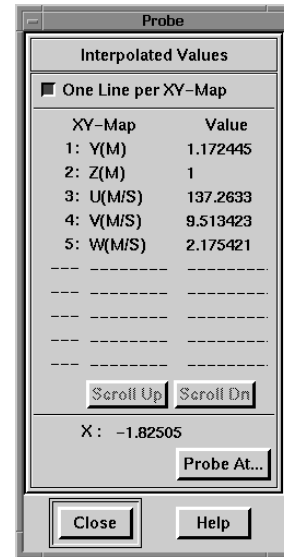 Probe
Interpolated Values
One Line per XY-Map
XY-Map Value
1: Y(M) 1.172445
2: Z(M) 1
3: U(M/S) 137.2633
4: V(M/S) 9.513423
5: W(M/S) 2.175421
--- -------- --------
--- -------- --------
--- -------- --------
--- -------- --------
--- -------- --------
Scroll Up Scroll Dn
X: -1.82505
Probe At...
Close Help